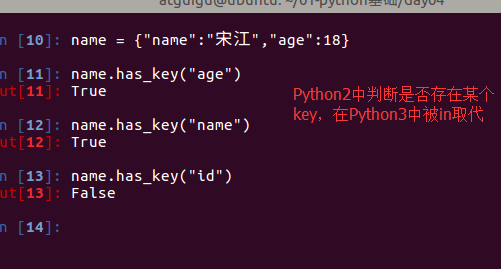 atguigu@ubuntu: ~/01-python基础/day04
n [10]: name = {"name":"宋江","age":18}
n [11]: name.has_key("age")
ut[11]: True
Python2中判断是否存在某个
key，在Python3中被in取代
n [12]: name.has_key("name")
ut[12]: True
n [13]: name.has_key("id")
ut[13]: False
n [14]: